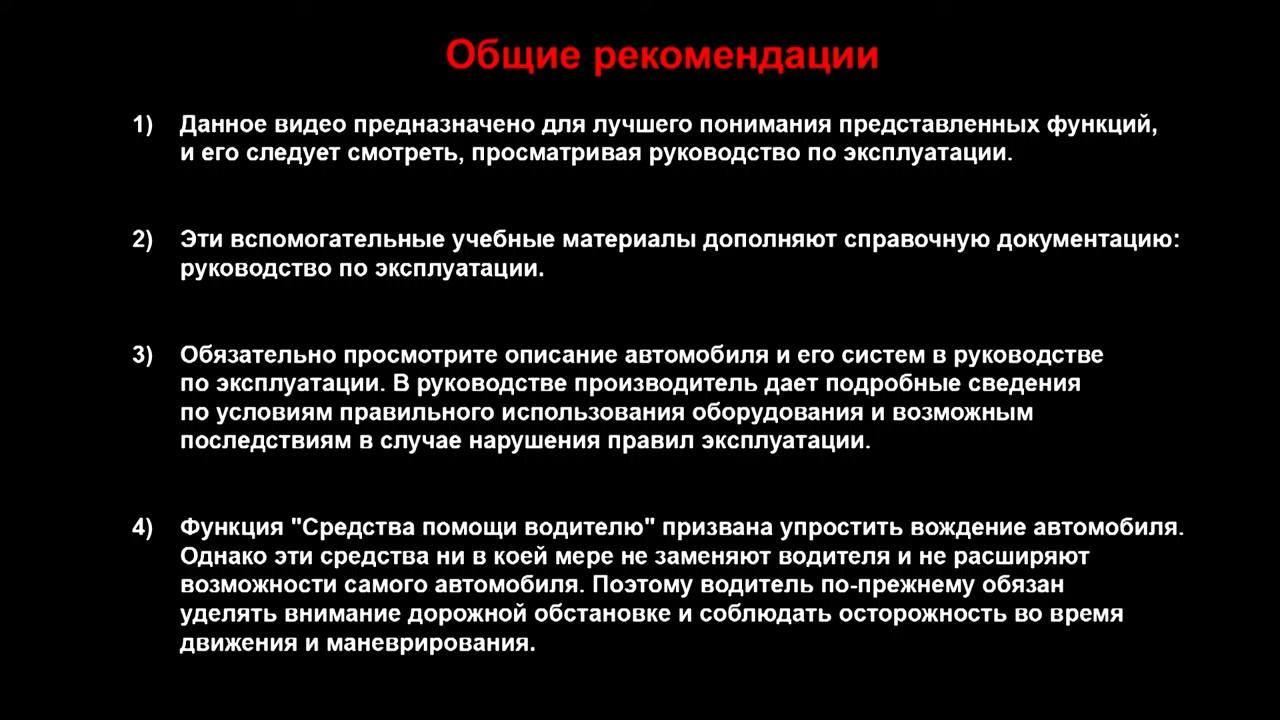 Общие рекомендации
1) Данное видео предназначено для лучшего понимания представленных функций,
и его следует смотреть, просматривая руководство по эксплуатации.
2) Эти вспомогательные учебные материалы дополняют справочную документацию:
руководство по эксплуатации.
3) Обязательно просмотрите описание автомобиля и его систем в руководстве
по эксплуатации. В руководстве производитель дает подробные сведения
по условиям правильного использования оборудования и возможным
последствиям в случае нарушения правил эксплуатации.
4) Функция "Средства помощи водителю" призвана упростить вождение автомобиля.
Однако эти средства ни в коей мере не заменяют водителя и не расширяют
возможности самого автомобиля. Поэтому водитель по-прежнему обязан
уделять внимание дорожной обстановке и соблюдать осторожность во время
движения и маневрирования.